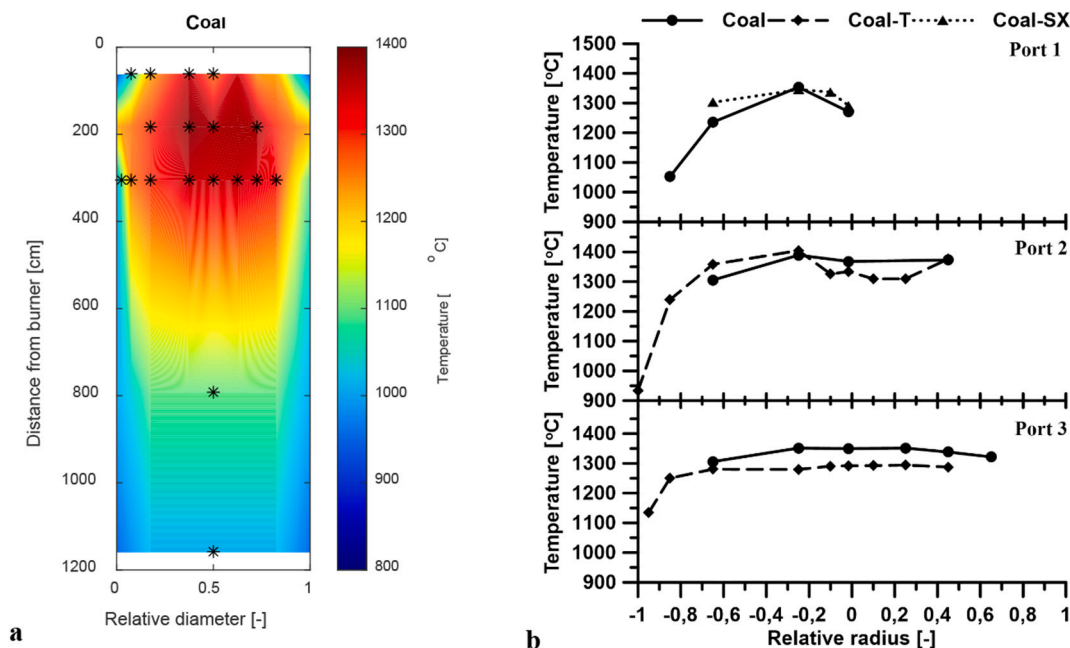 Coal
0
200
400
600
800
1000
1200
Distance from burner [cm]
0
0.5
1
Relative diameter [-]
1400
1300
1200
1100
1000
900
800
Temperature [
o C]
a
Coal
Coal-T
Coal-SX
Port 1
1500
1400
1300
1200
1100
1000
900
Temperature [°C]
Port 2
1400
1300
1200
1100
1000
900
Temperature [°C]
Port 3
1400
1300
1200
1100
1000
900
Temperature [°C]
-1 -0,8 -0,6 -0,4 -0,2 0 0,2 0,4 0,6 0,8 1
Relative radius [-]
b